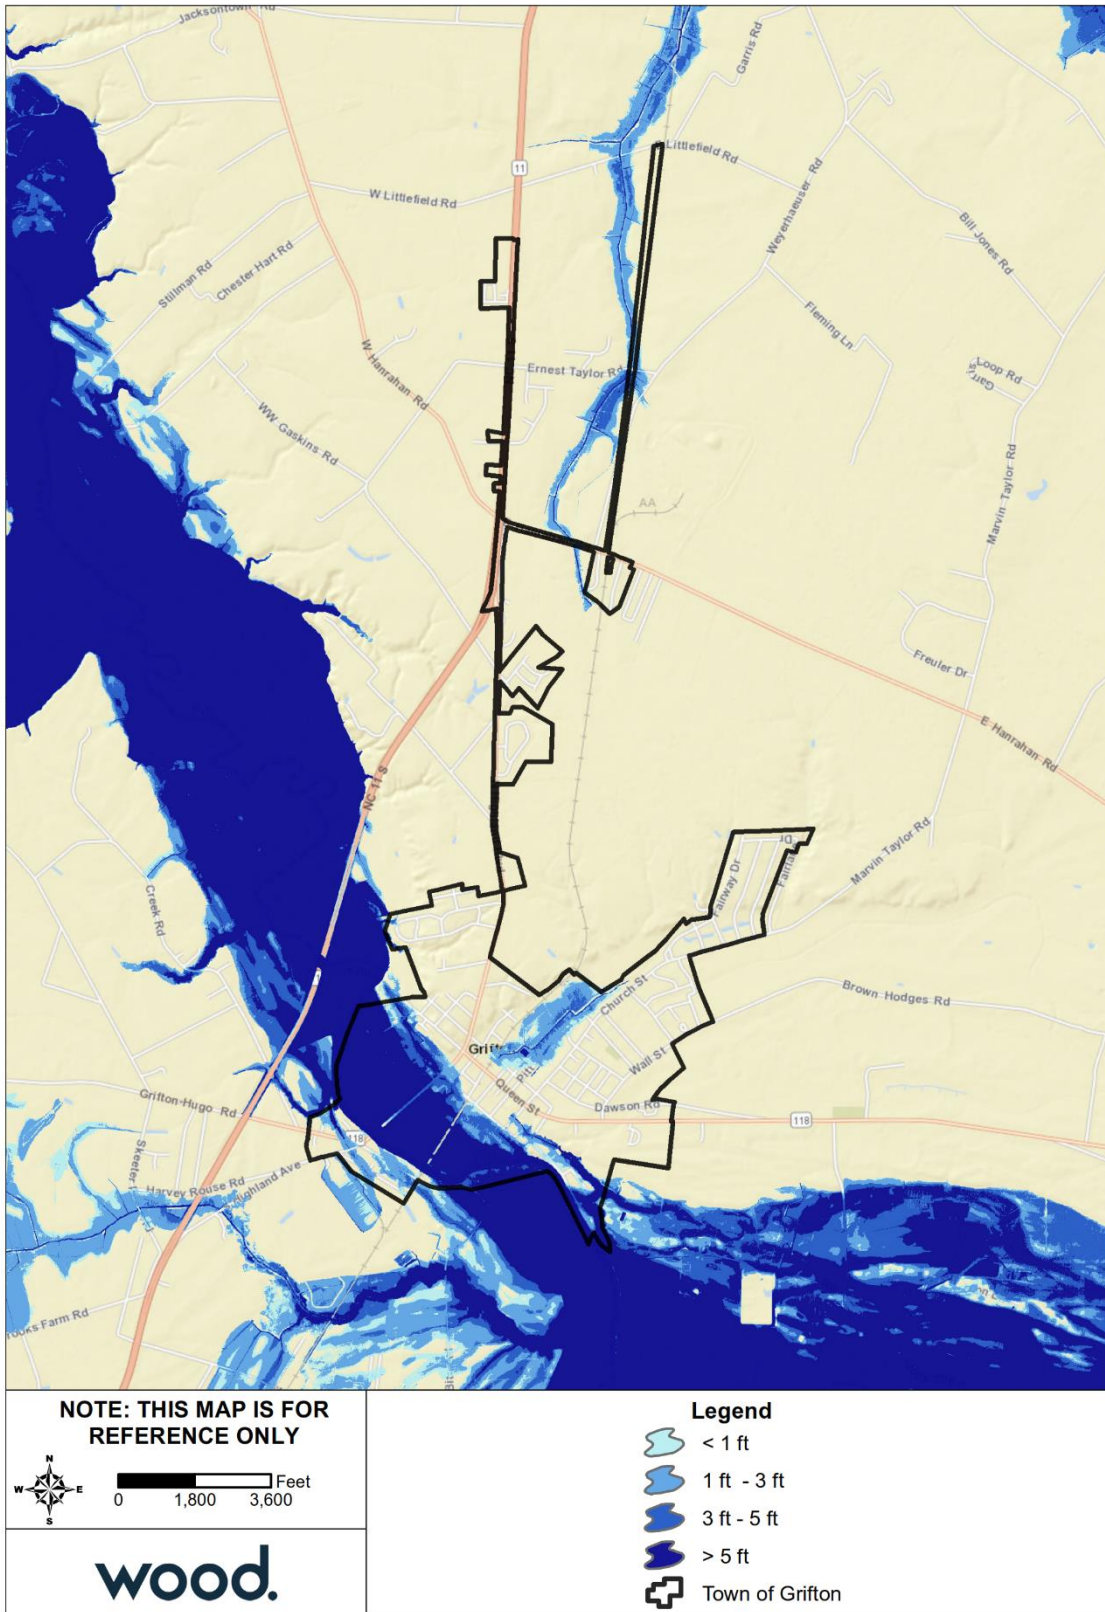 Jacksontown Rd
Garris Rd
11
Littlefield Rd
W Littlefield Rd
Weyerhaeuser Rd
Bill Jones Rd
Stillman Rd
Chester Hart Rd
Fleming Ln
W Hanrahan Rd
Ernest Taylor Rd
Loop Rd
WW Gaskins Rd
Marvin Taylor Rd
AA
Freuler Dr
E Hanrahan Rd
NC 11 S
Creek Rd
Fairway Dr
Dr
Marvin Taylor Rd
Church St
Brown Hodges Rd
Wall St
Queen St
Dawson Rd
118
Grifton-Hugo Rd
118
Harvey Rouse Rd
Highland Ave
Farm Rd
NOTE: THIS MAP IS FOR
REFERENCE ONLY
N
W E
S
Feet
0 1,800 3,600
wood.
Legend
< 1 ft
1 ft - 3 ft
3 ft - 5 ft
> 5 ft
Town of Grifton